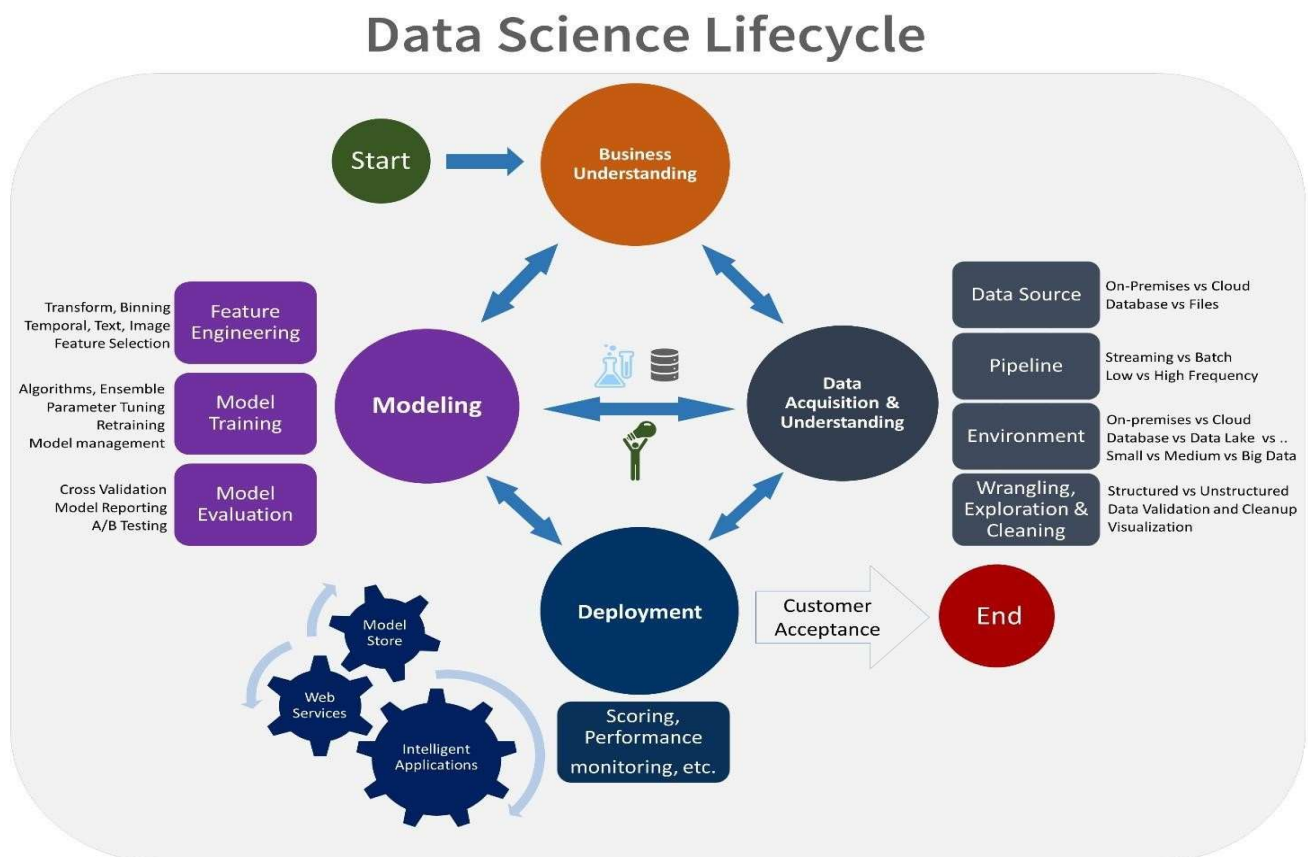 Data Science Lifecycle
Start
Business
Understanding
Transform, Binning
Temporal, Text, Image
Feature Selection
Feature
Engineering
Algorithms, Ensemble
Parameter Tuning
Retraining
Model management
Model
Training
Cross Validation
Model Reporting
A/B Testing
Model
Evaluation
Modeling
Data
Acquisition &
Understanding
Data Source
On-Premises vs Cloud
Database vs Files
Pipeline
Streaming vs Batch
Low vs High Frequency
Environment
On-premises vs Cloud
Database vs Data Lake vs ..
Small vs Medium vs Big Data
Wrangling,
Exploration &
Cleaning
Structured vs Unstructured
Data Validation and Cleanup
Visualization
Deployment
Customer
Acceptance
End
Model
Store
Web
Services
Intelligent
Applications
Scoring,
Performance
monitoring, etc.